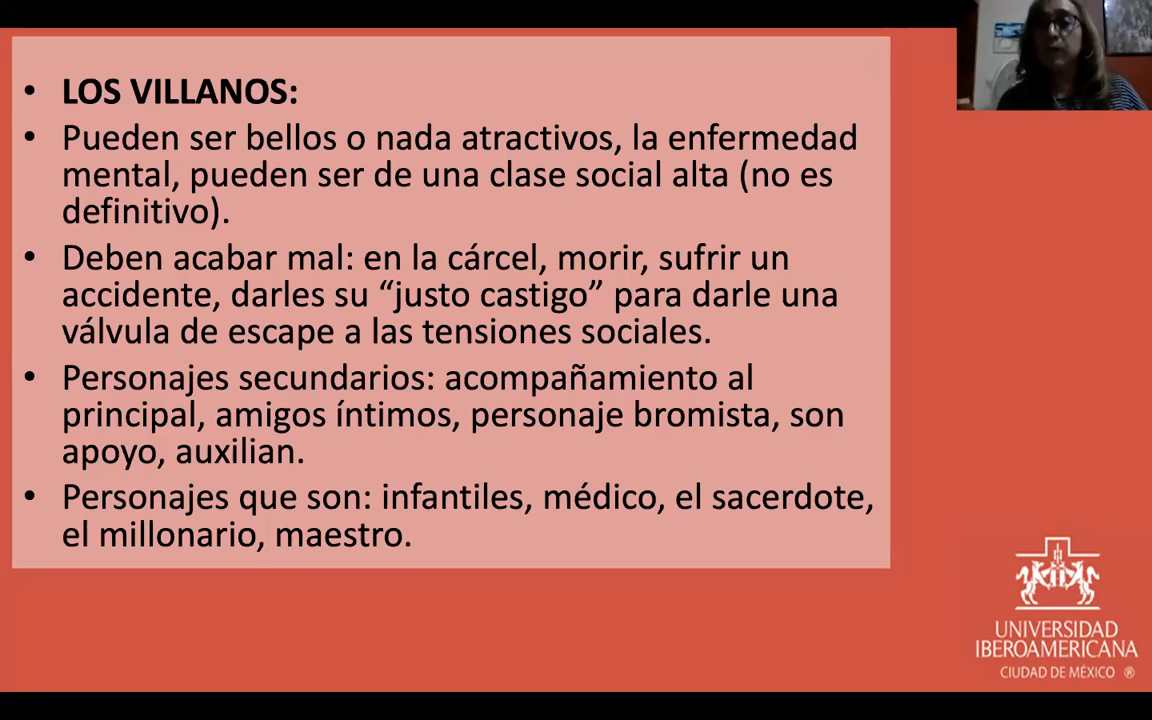 • LOS VILLANOS:
• Pueden ser bellos o nada atractivos, la enfermedad
mental, pueden ser de una clase social alta (no es
definitivo).
• Deben acabar mal: en la cárcel, morir, sufrir un
accidente, darles su “justo castigo” para darle una
válvula de escape a las tensiones sociales.
• Personajes secundarios: acompañamiento al
principal, amigos íntimos, personaje bromista, son
apoyo, auxilian.
• Personajes que son: infantiles, médico, el sacerdote,
el millonario, maestro.
UNIVERSIDAD
IBEROAMERICANA
CIUDAD DE MÉXICO ®